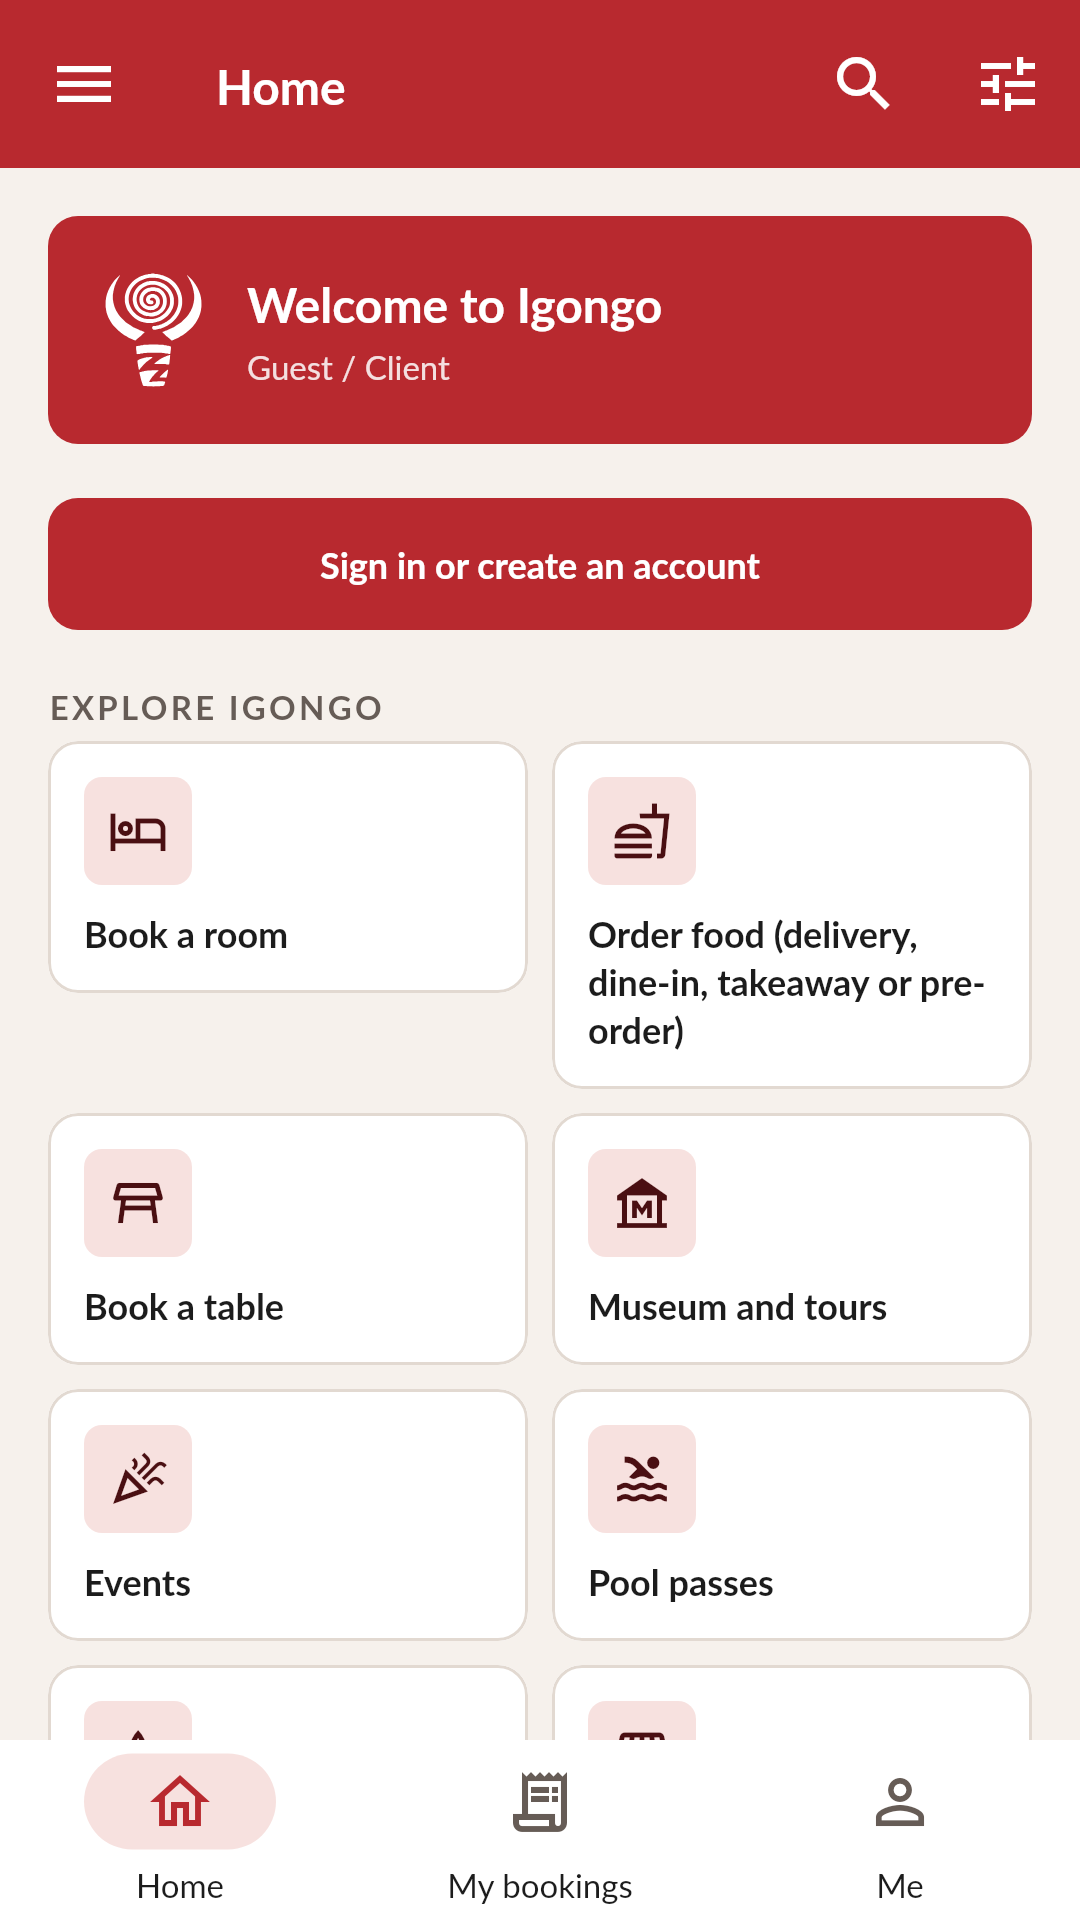 Home
Welcome to Igongo
Guest / Client
Sign in or create an account
EXPLORE IGONGO
Book a room
Order food (delivery,
dine-in, takeaway or pre-
order)
Book a table
Museum and tours
Events
Pool passes
Home
My bookings
Me